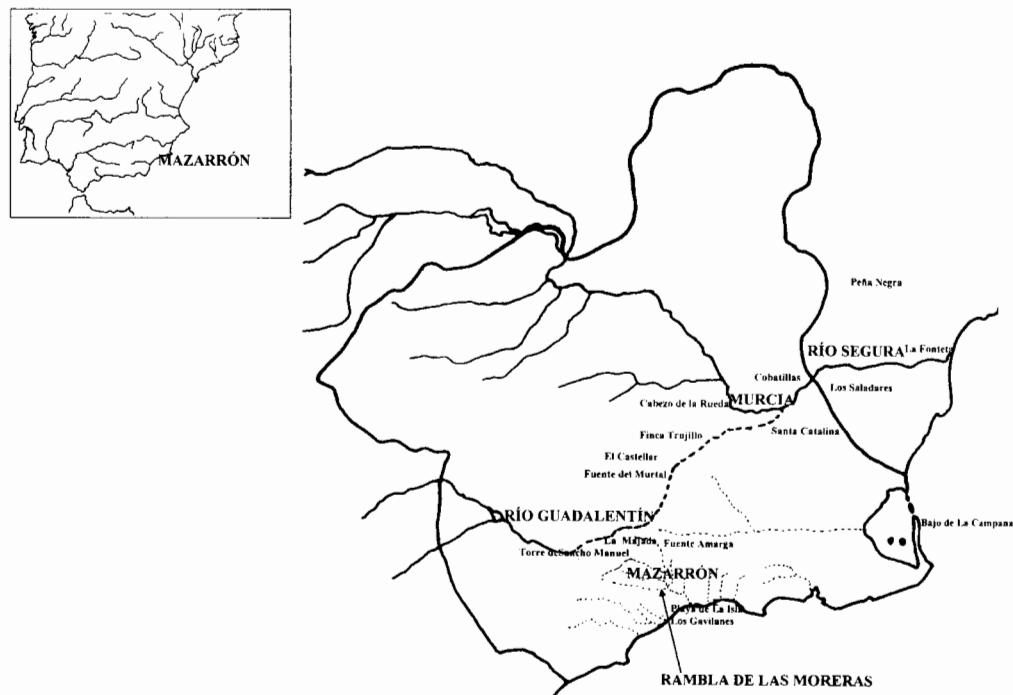 MAZARRÓN
Peña Negra
RÍO SEGURA
La Fonteta
Cobatillas
Los Saladares
Cabezo de la Rueda
MURCIA
Santa Catalina
Finca Trujillo
El Castellar
Fuente del Murtal
RÍO GUADALENTÍN
Bajo de La Campana
La Majada
Fuente Amarga
Torre de Sancho Manuel
MAZARRÓN
Playa de La Isla
Los Gavilanes
RAMBLA DE LAS MORERAS